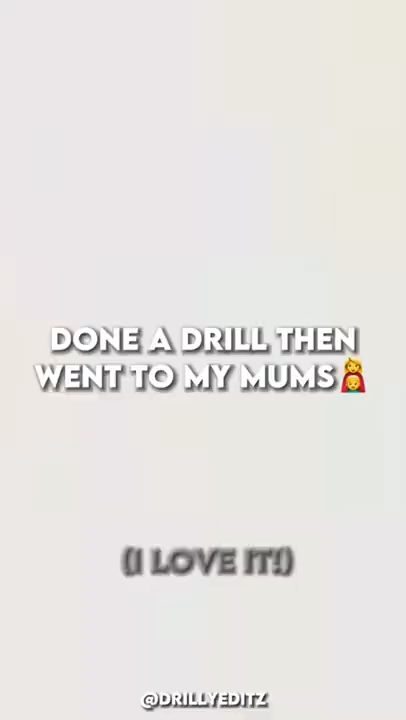 DONE A DRILL THEN
WENT TO MY MUMS🦸‍♀️
(I LOVE IT!)
@DRILLYEDITZ